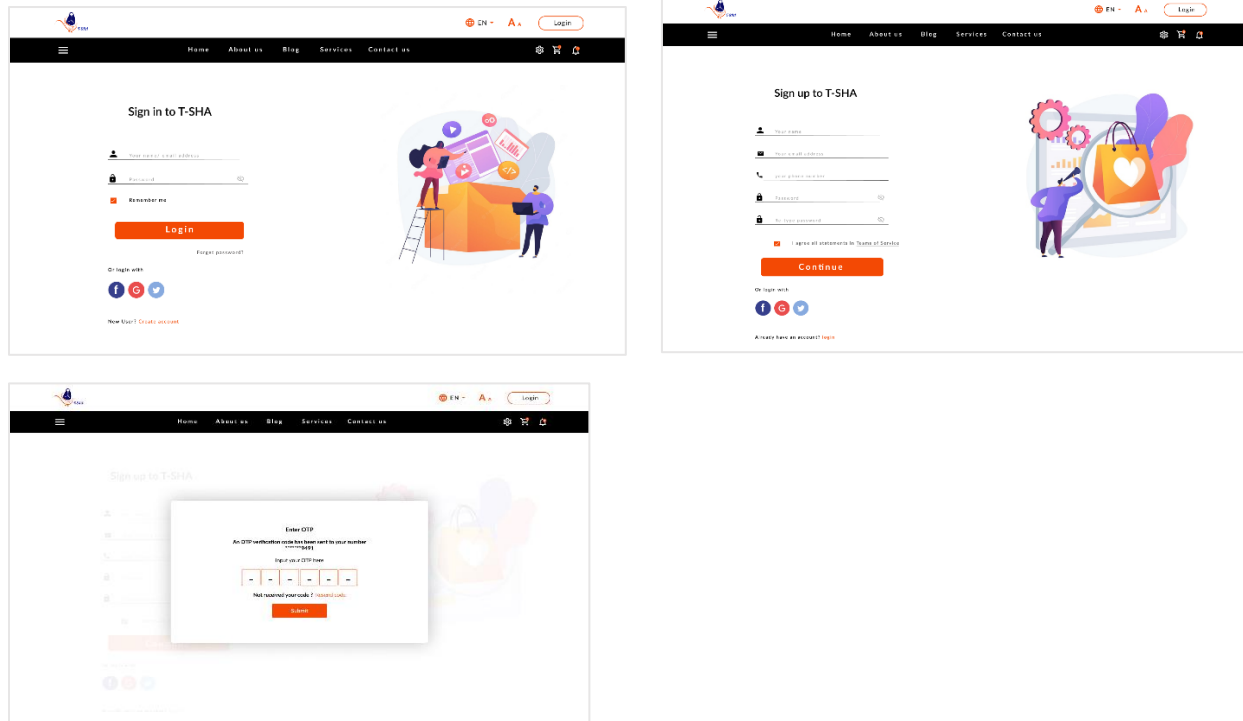 EN
A A
Login
Home About us Blog Services Contact us
Sign in to T-SHA
Your name/ email address
Password
Remember me
Login
Forget password?
Or login with
f G
New User? Create account
EN
A A
Login
Home About us Blog Services Contact us
Sign up to T-SHA
Your name
Your email address
your phone number
Password
I agree all statements in Teams of Service
Continue
Or login with
f G
Already have an account? login
EN
A A
Login
Home About us Blog Services Contact us
Sign up to T-SHA
Enter OTP
An OTP verification code has been sent to your number
Input your OTP here
Not received your code ? Resend code
Submit